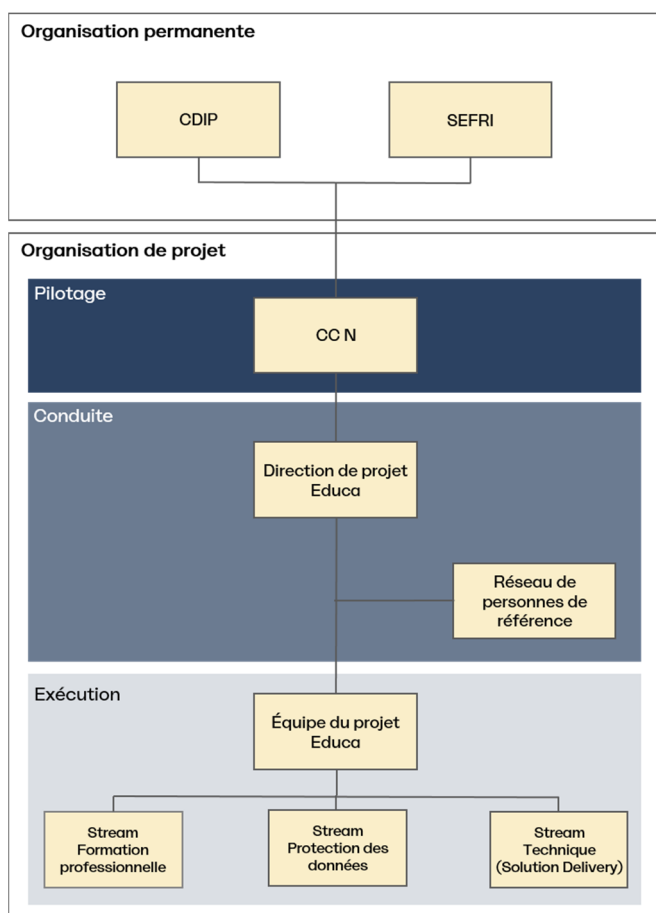 Organisation permanente
CDIP
SEFRI
Organisation de projet
Pilotage
CC N
Conduite
Direction de projet
Educa
Réseau de
personnes de
référence
Exécution
Équipe du projet
Educa
Stream
Formation
professionnelle
Stream
Protection des
données
Stream
Technique
(Solution Delivery)